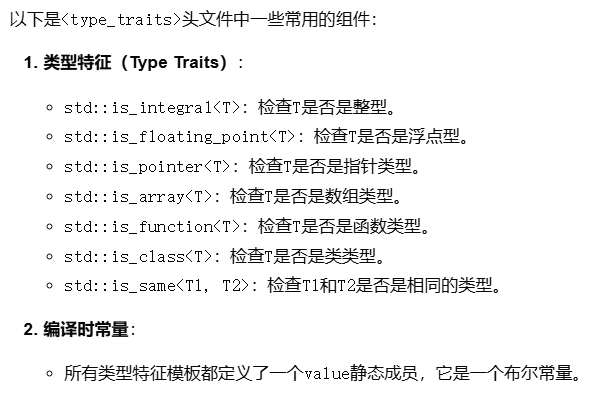 以下是<type_traits>头文件中一些常用的组件：
1. 类型特征（Type Traits）：
std::is_integral<T>：检查T是否是整型。
std::is_floating_point<T>：检查T是否是浮点型。
std::is_pointer<T>：检查T是否是指针类型。
std::is_array<T>：检查T是否是数组类型。
std::is_function<T>：检查T是否是函数类型。
std::is_class<T>：检查T是否是类类型。
std::is_same<T1, T2>：检查T1和T2是否是相同的类型。
2. 编译时常量：
所有类型特征模板都定义了一个value静态成员，它是一个布尔常量。